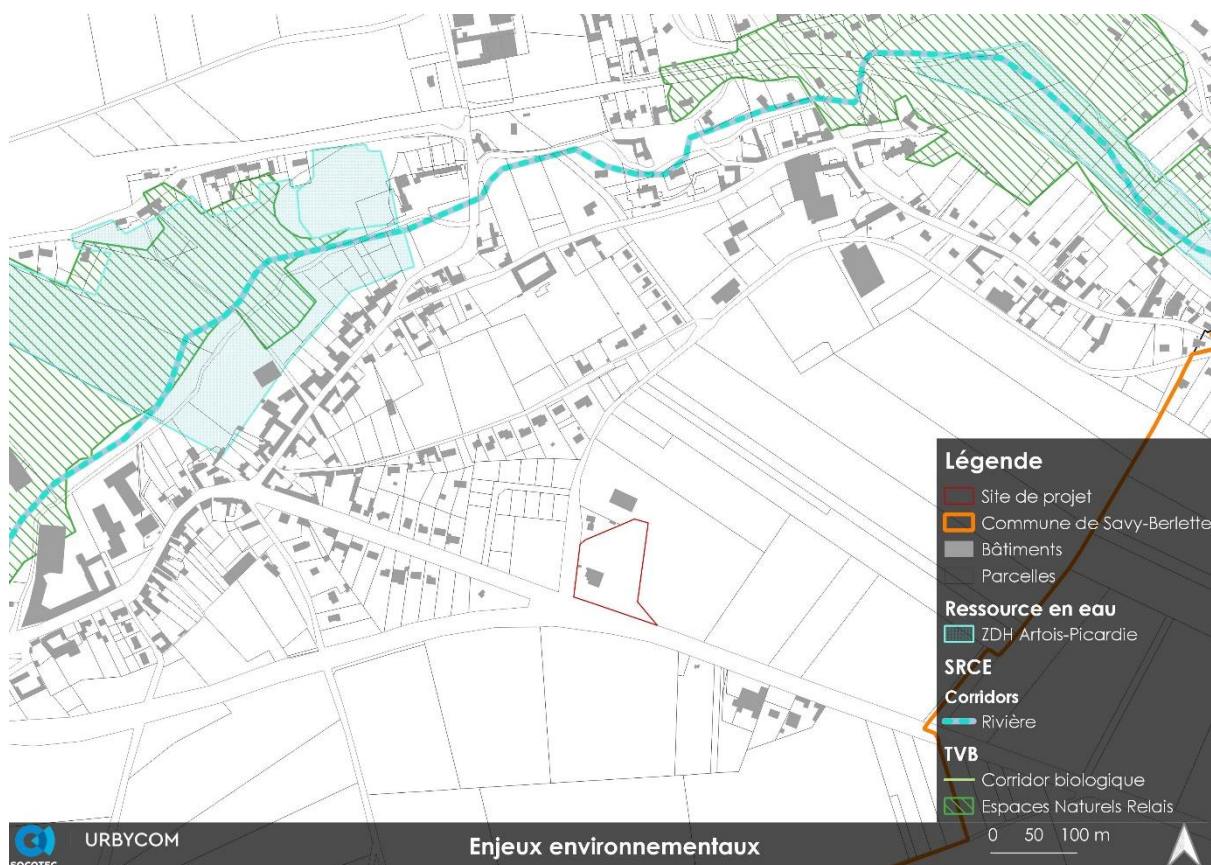 Légende
Site de projet
Commune de Savy-Berlette
Bâtiments
Parcelles
Ressource en eau
ZDH Artois-Picardie
SRCE
Corridors
Rivière
TVB
Corridor biologique
Espaces Naturels Relais
0 50 100 m
SOCOTEC
URBYCOM
Enjeux environnementaux